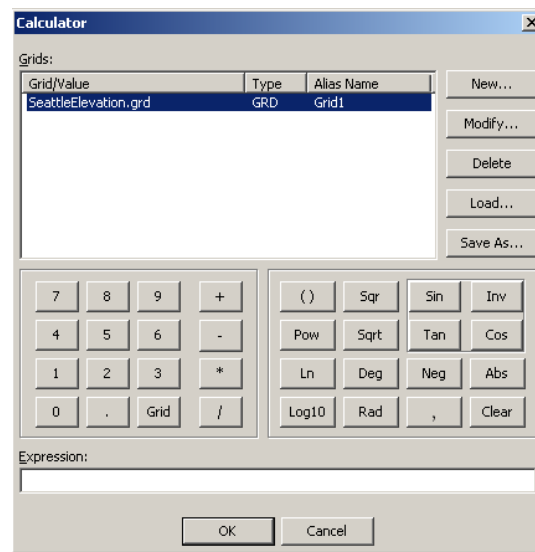 Calculator
Grids:
Grid/Value Type Alias Name
SeattleElevation.grd GRD Grid1
New...
Modify...
Delete
Load...
Save As...
7 8 9 + () Sqr Sin Inv
4 5 6 - Pow Sqrt Tan Cos
1 2 3 * Ln Deg Neg Abs
0 . Grid / Log10 Rad , Clear
Expression:
OK Cancel